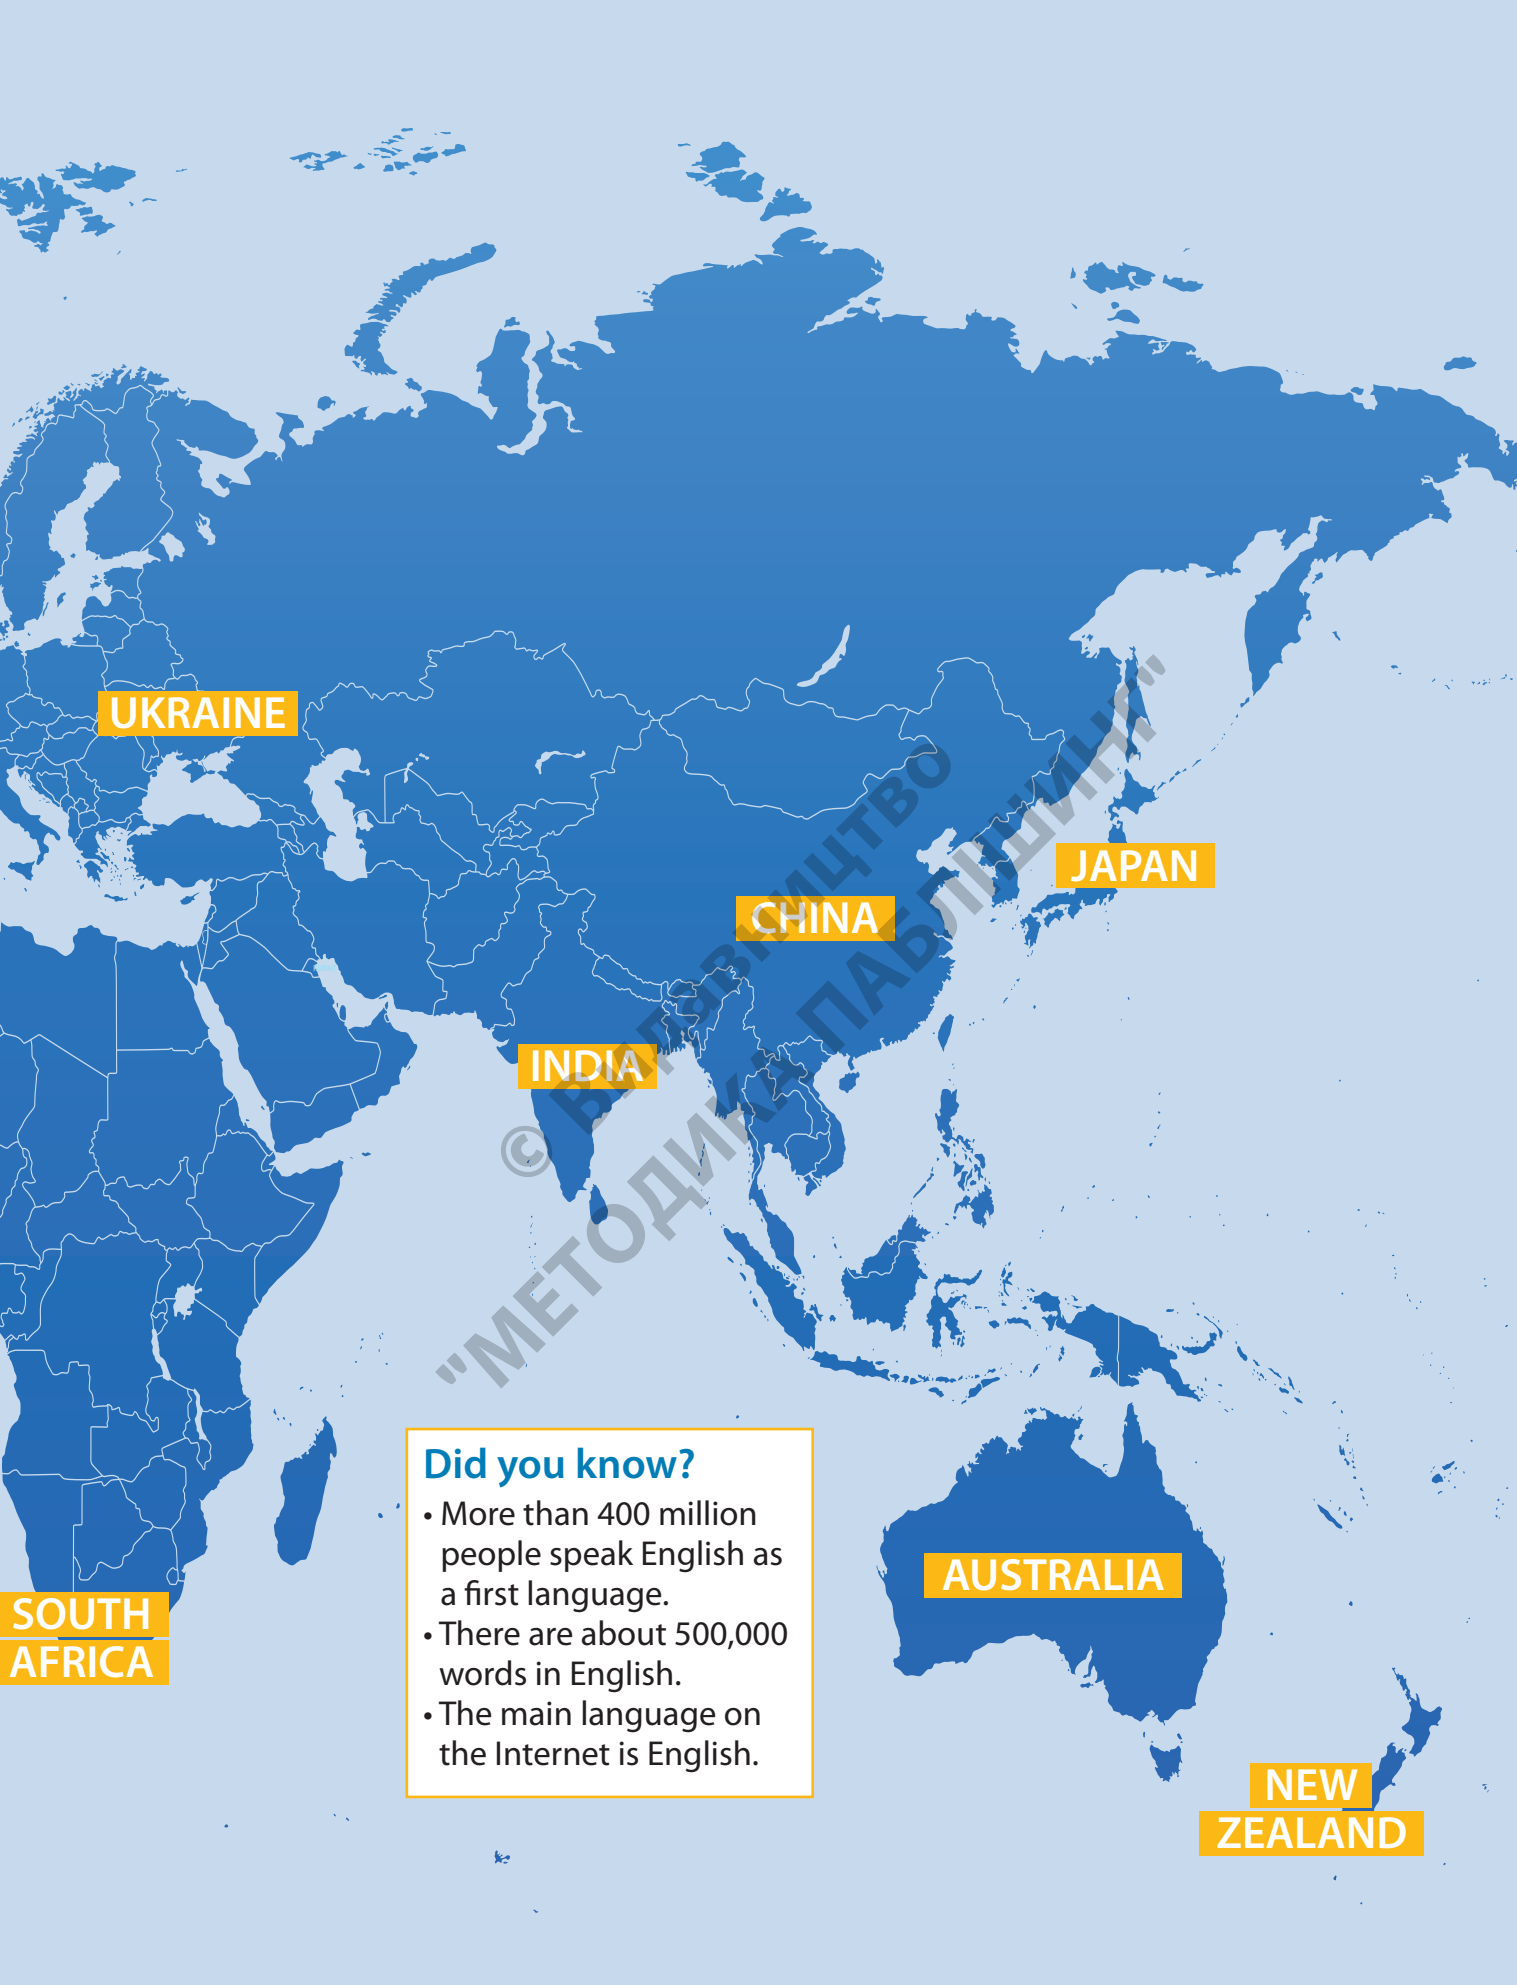 UKRAINE
JAPAN
CHINA
INDIA
© Видавництво
"МЕТОДИКА ПАБЛІШИНГ"
Did you know?
• More than 400 million
people speak English as
a first language.
• There are about 500,000
words in English.
• The main language on
the Internet is English.
AUSTRALIA
SOUTH
AFRICA
NEW
ZEALAND